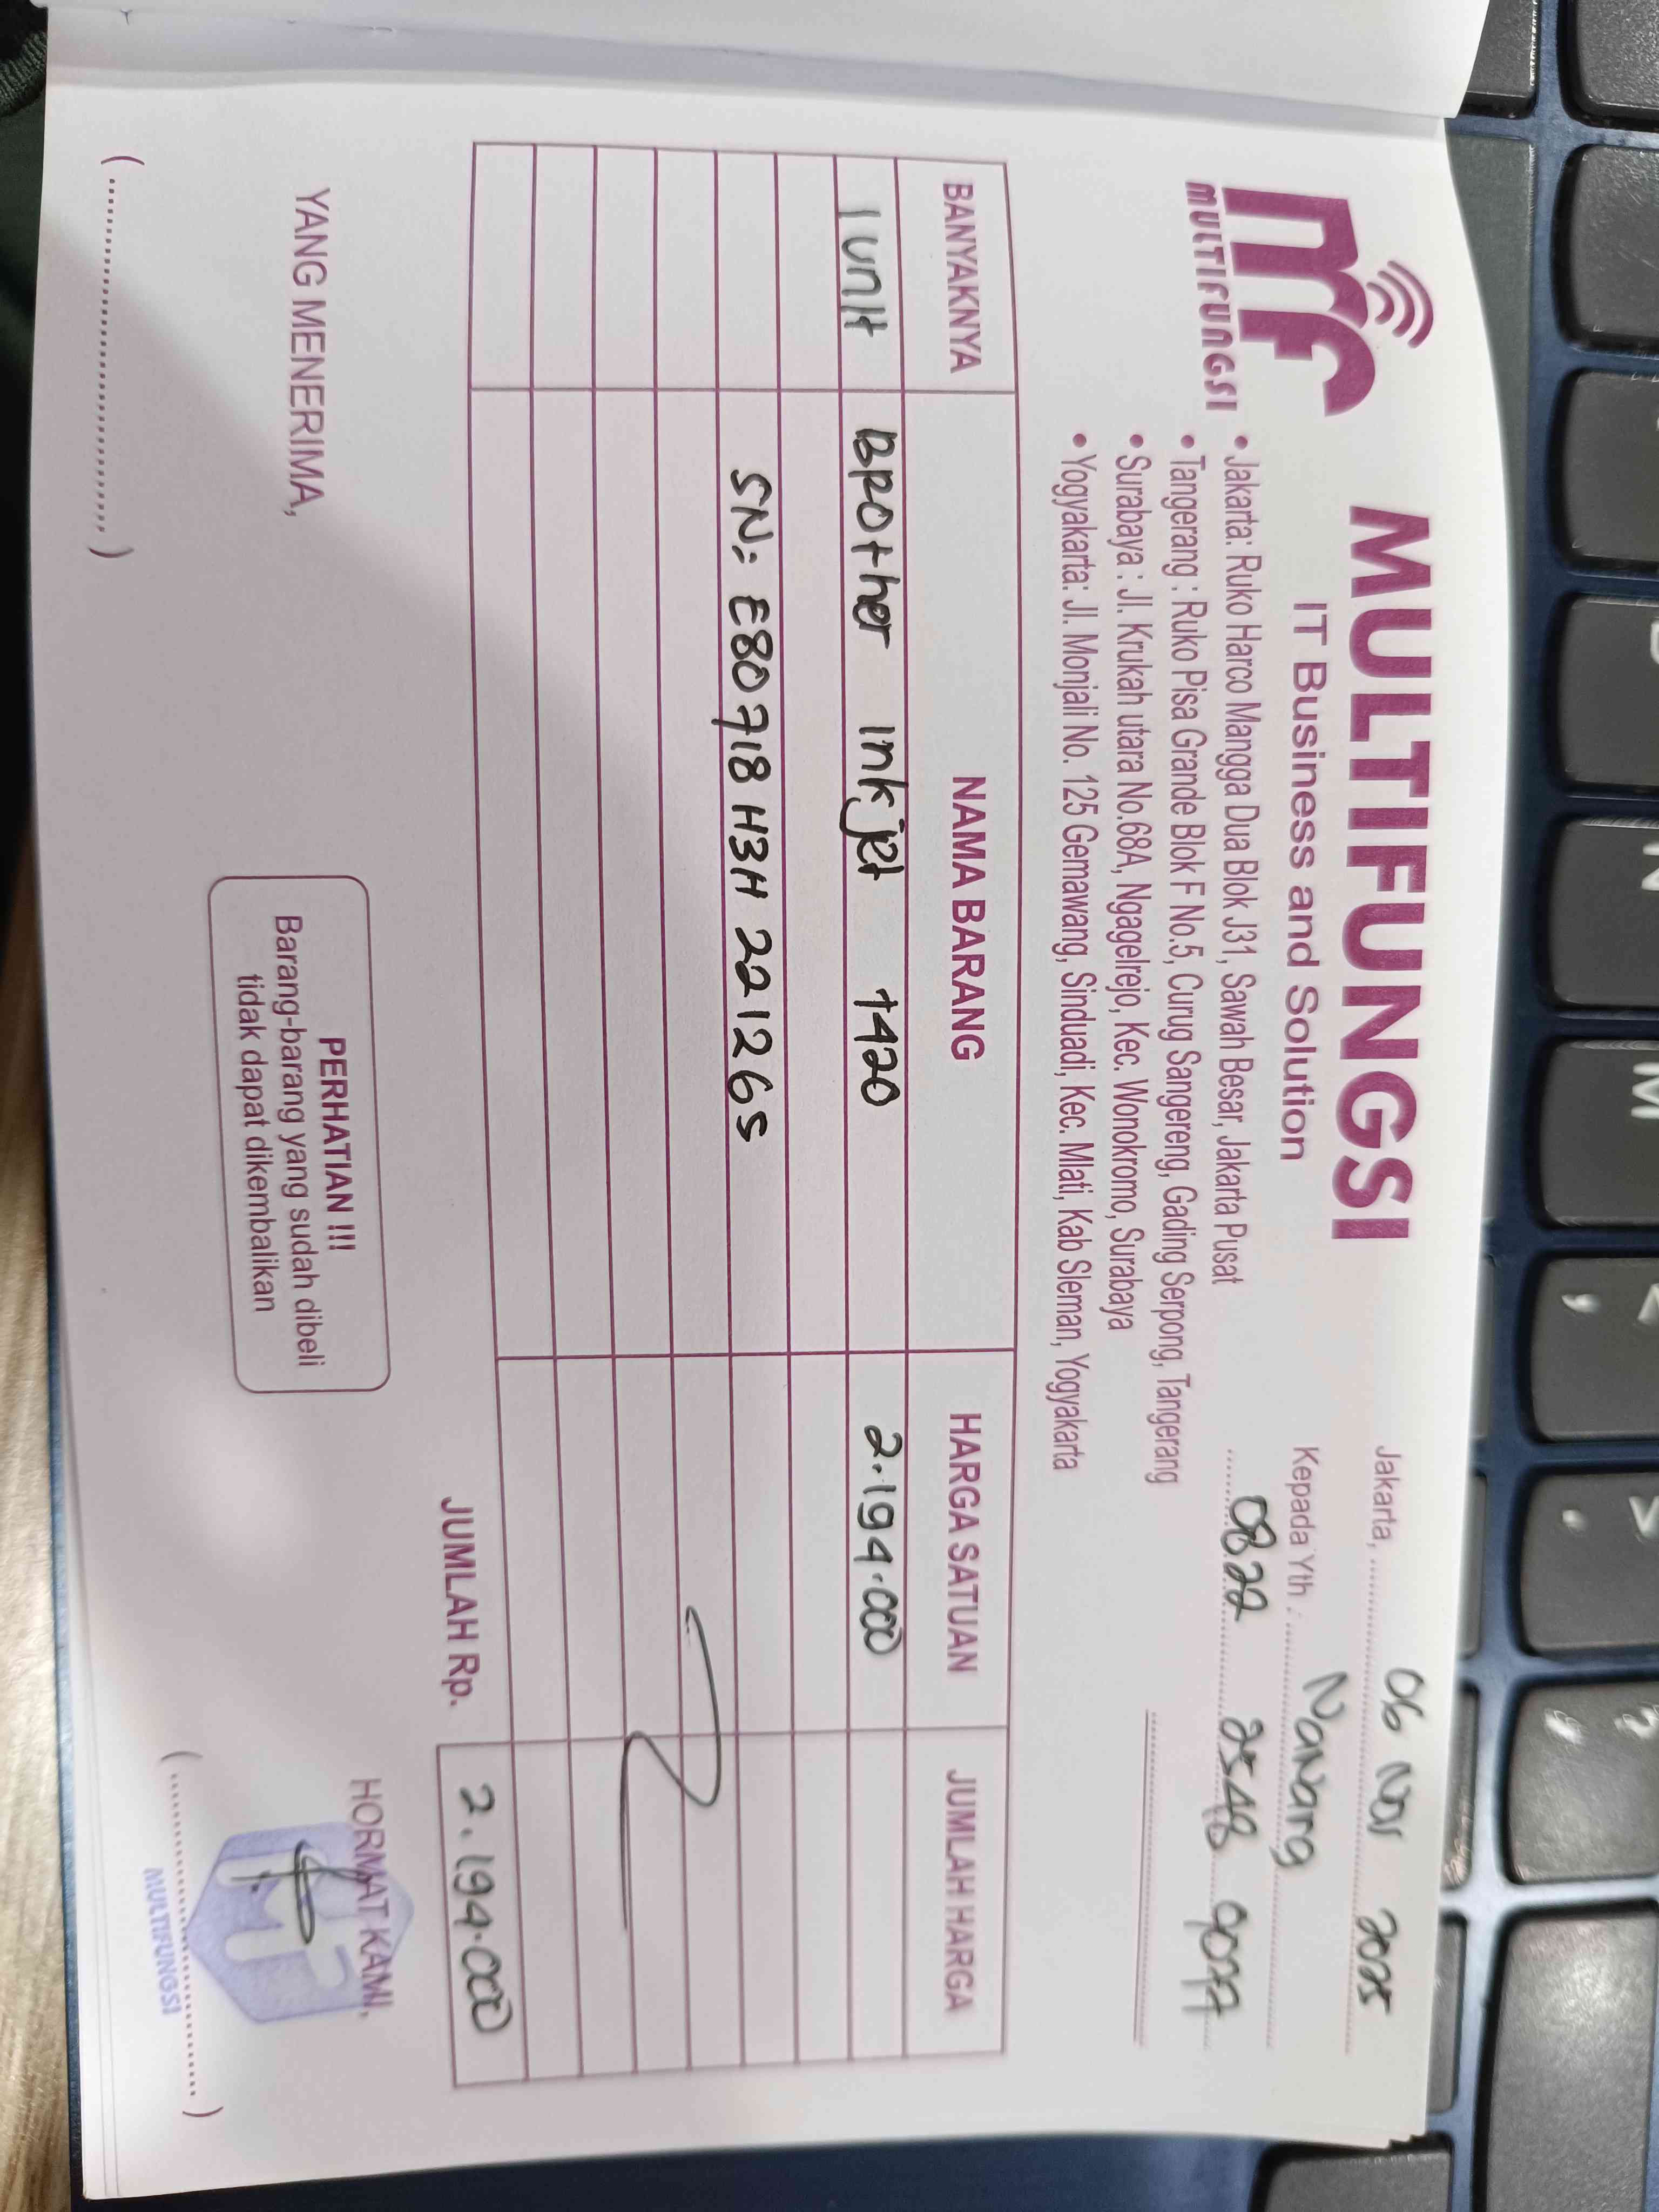 MULTIFUNGSI
MULTIFUNGSI
IT Business and Solution
• Jakarta: Ruko Harco Mangga Dua Blok J31, Sawah Besar, Jakarta Pusat
• Tangerang : Ruko Pisa Grande Blok F No.5, Curug Sangereng, Gading Serpong, Tangerang
• Surabaya : Jl. Krukah utara No.68A, Ngagelrejo, Kec. Wonokromo, Surabaya
• Yogyakarta: Jl. Monjali No. 125 Gemawang, Sinduadi, Kec. Mlati, Kab Sleman, Yogyakarta
Jakarta, 06 Nov 2025
Kepada Yth : Nanang
0822 2548 9077
BANYAKNYA NAMA BARANG HARGA SATUAN JUMLAH HARGA
1 unit Brother Inkjet T420 2.194.000
SN: E80718H3H221265
JUMLAH Rp. 2.194.000
YANG MENERIMA,
PERHATIAN !!!
Barang-barang yang sudah dibeli
tidak dapat dikembalikan
HORMAT KAMI,
MULTIFUNGSI